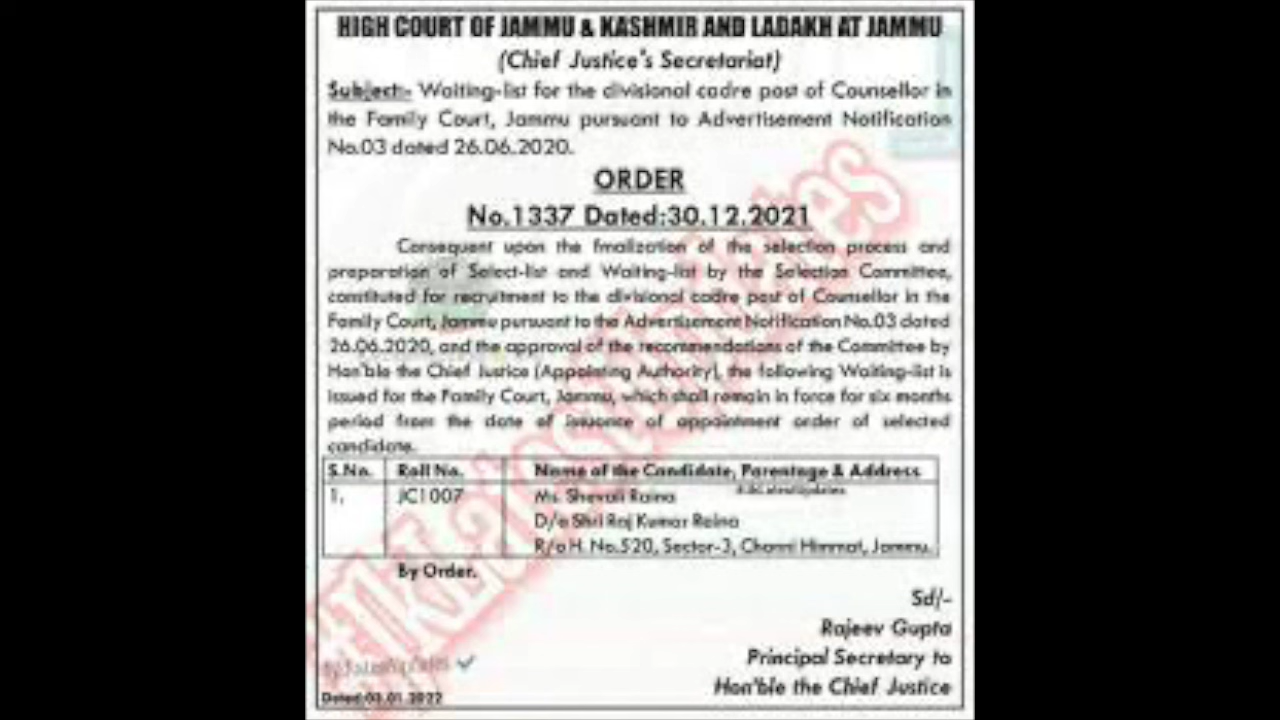 HIGH COURT OF JAMMU & KASHMIR AND LADAKH AT JAMMU
(Chief Justice's Secretariat)
Subject:- Waiting-list for the divisional cadre post of Counsellor in
the Family Court, Jammu pursuant to Advertisement Notification
No.03 dated 26.06.2020.
ORDER
No.1337 Dated:30.12.2021
Consequent upon the finalization of the selection process and
preparation of Select-list and Waiting-list by the Selection Committee,
constituted for recruitment to the divisional cadre post of Counsellor in the
Family Court, Jammu pursuant to the Advertisement Notification No.03 dated
26.06.2020, and the approval of the recommendations of the Committee by
Hon'ble the Chief Justice (Appointing Authority), the following Waiting-list is
issued for the Family Court, Jammu, which shall remain in force for six months
period from the date of issuance of appointment order of selected
candidate.
S.No. Roll No. Name of the Candidate, Parentage & Address
1. JC1007 Ms. Shevali Raina
D/o Shri Raj Kumar Raina
R/o H. No.520, Sector-3, Channi Himmat, Jammu.
By Order.
Sd/-
Rajeev Gupta
Principal Secretary to
Hon'ble the Chief Justice
Dated:03.01.2022
JKLatestUpdates